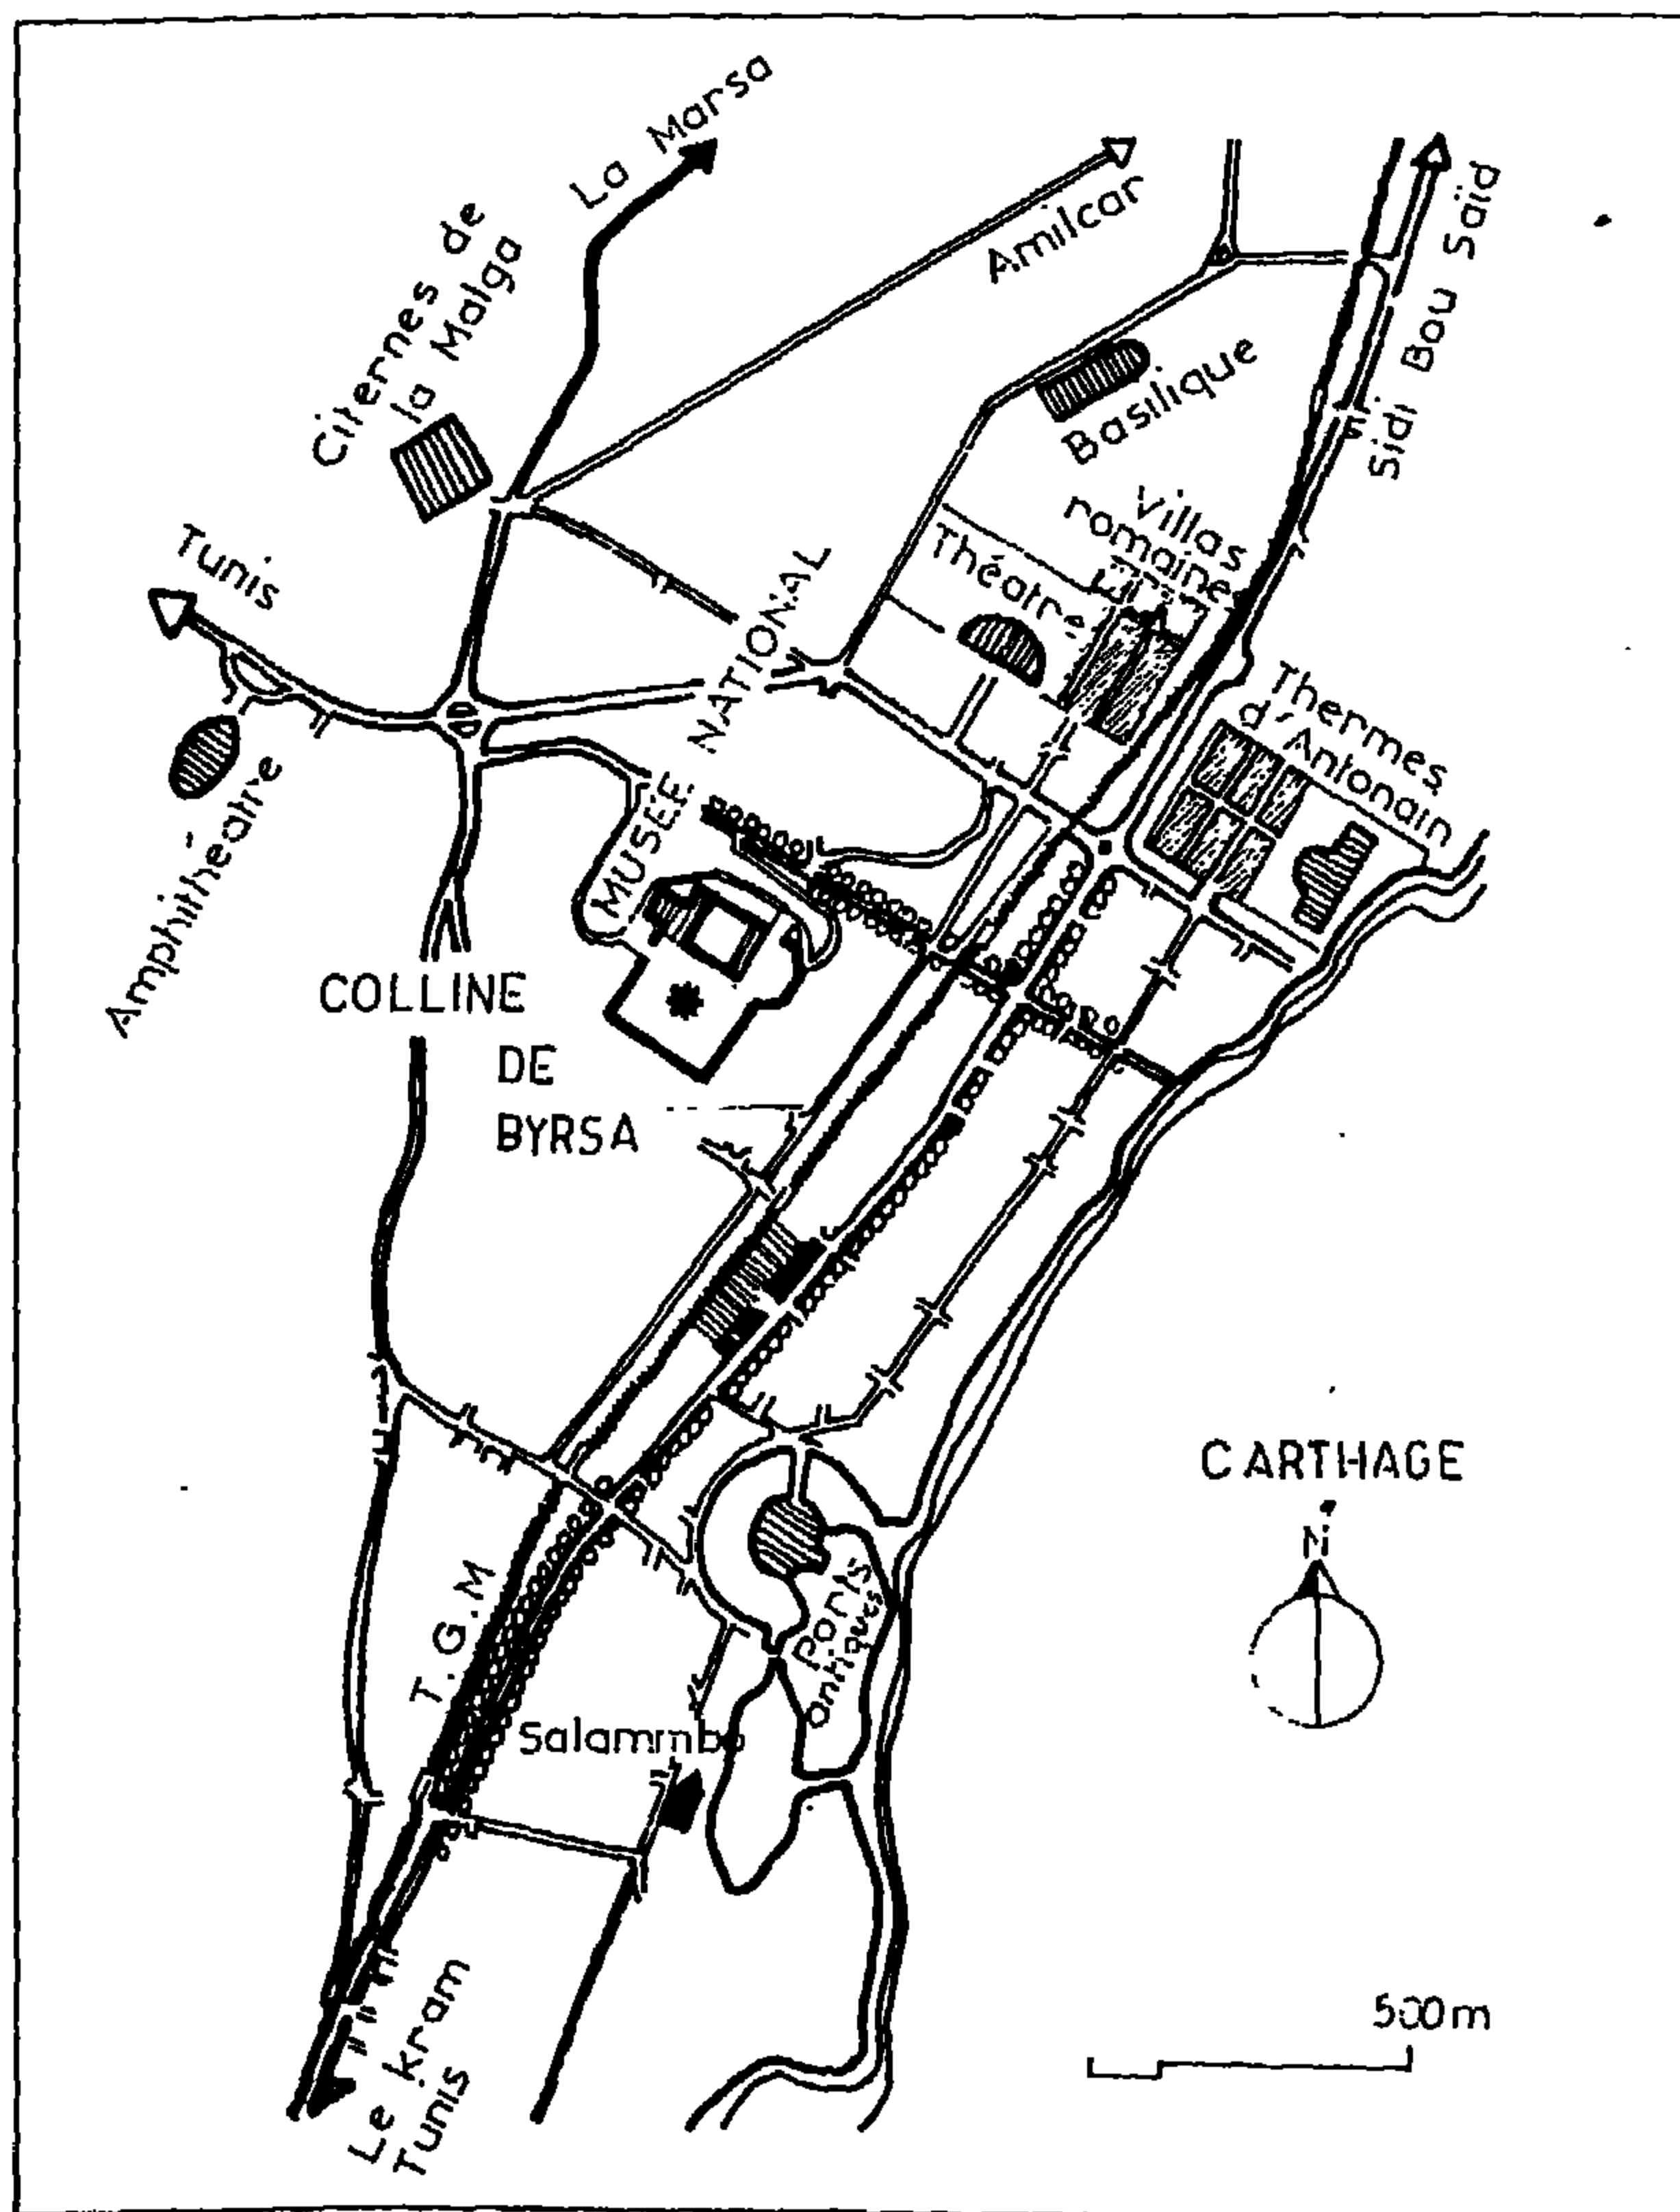 La Marsa
Amilcar
Sidi Bou Saïd
Citernes de
la Malga
Basilique
Villas
romaines
Théatre
Tunis
MUSÉE NATIONAL
Thermes
d'Antonain
Amphithéatre
COLLINE
DE
BYRSA
CARTHAGE
N
T.G.M
Ports
antiques
Salammbo
500m
Le kram
Tunis